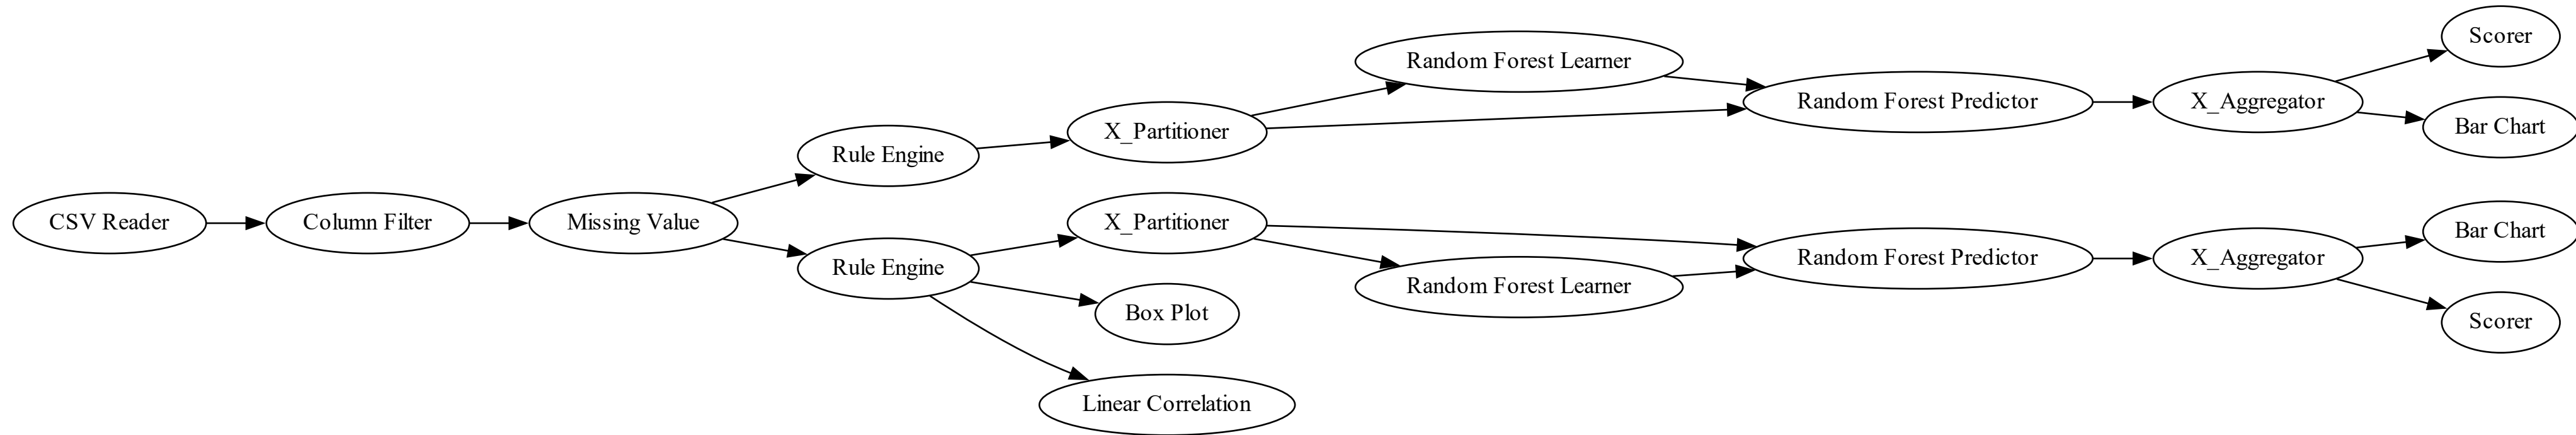 CSV Reader
Column Filter
Missing Value
Rule Engine
X_Partitioner
Random Forest Learner
Random Forest Predictor
X_Aggregator
Scorer
Bar Chart
Rule Engine
X_Partitioner
Random Forest Learner
Random Forest Predictor
X_Aggregator
Bar Chart
Scorer
Box Plot
Linear Correlation